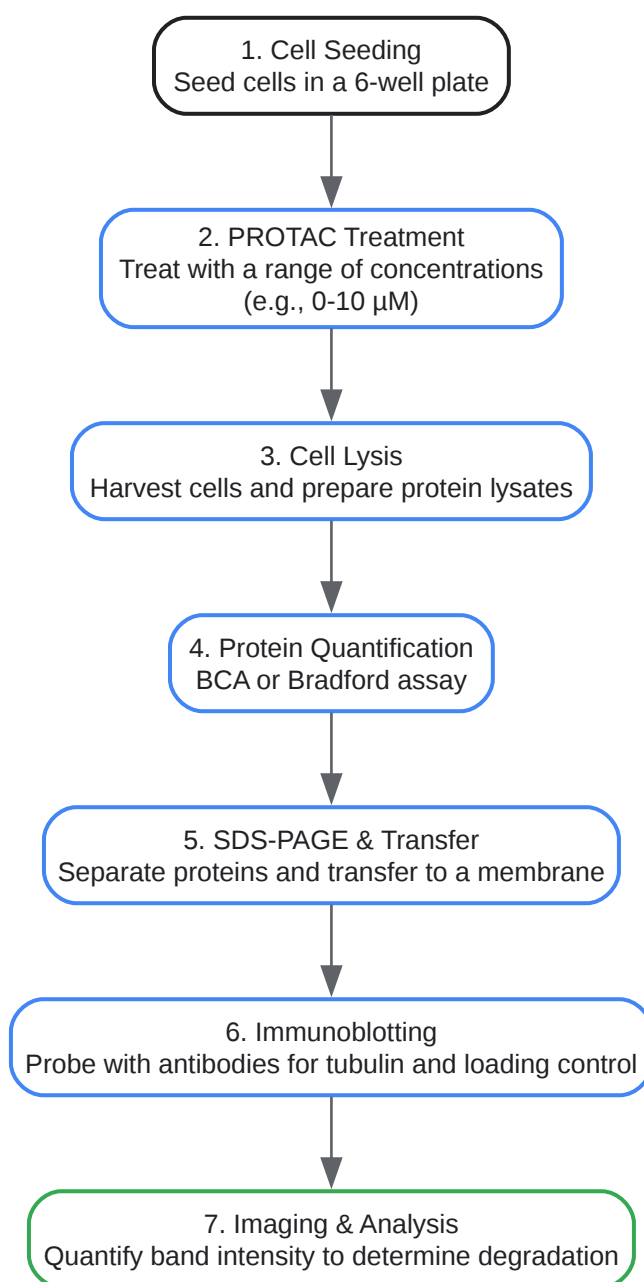 1. Cell Seeding
Seed cells in a 6-well plate
2. PROTAC Treatment
Treat with a range of concentrations
(e.g., 0-10 µM)
3. Cell Lysis
Harvest cells and prepare protein lysates
4. Protein Quantification
BCA or Bradford assay
5. SDS-PAGE & Transfer
Separate proteins and transfer to a membrane
6. Immunoblotting
Probe with antibodies for tubulin and loading control
7. Imaging & Analysis
Quantify band intensity to determine degradation